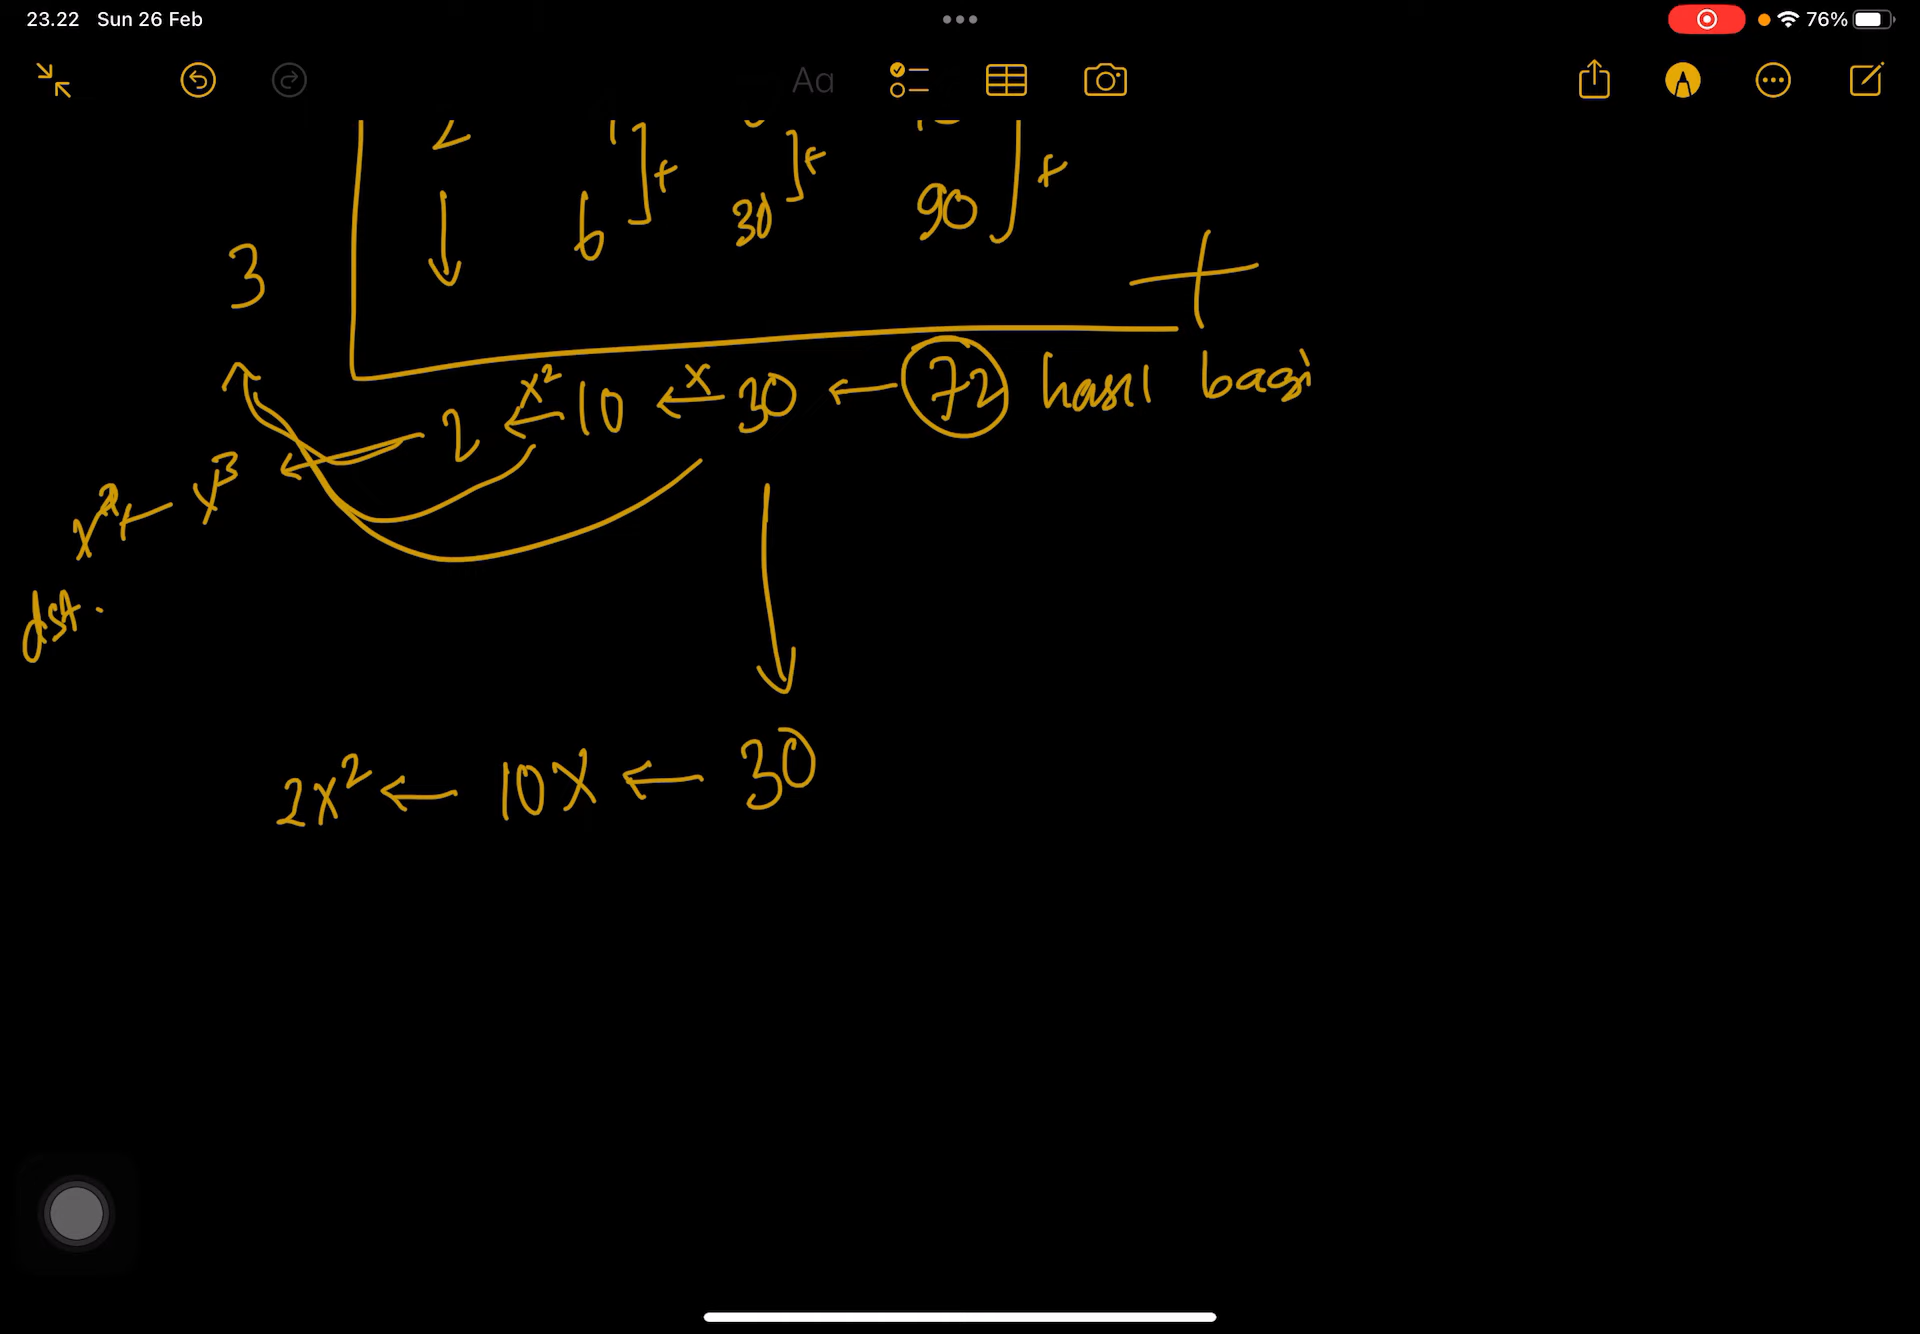 23.22 Sun 26 Feb
76%
Aa
2
+ + +
6 30 90
3
+
2 x² 10 x 30 72 hasil bagi
x³
dst.
2x² ← 10x ← 30